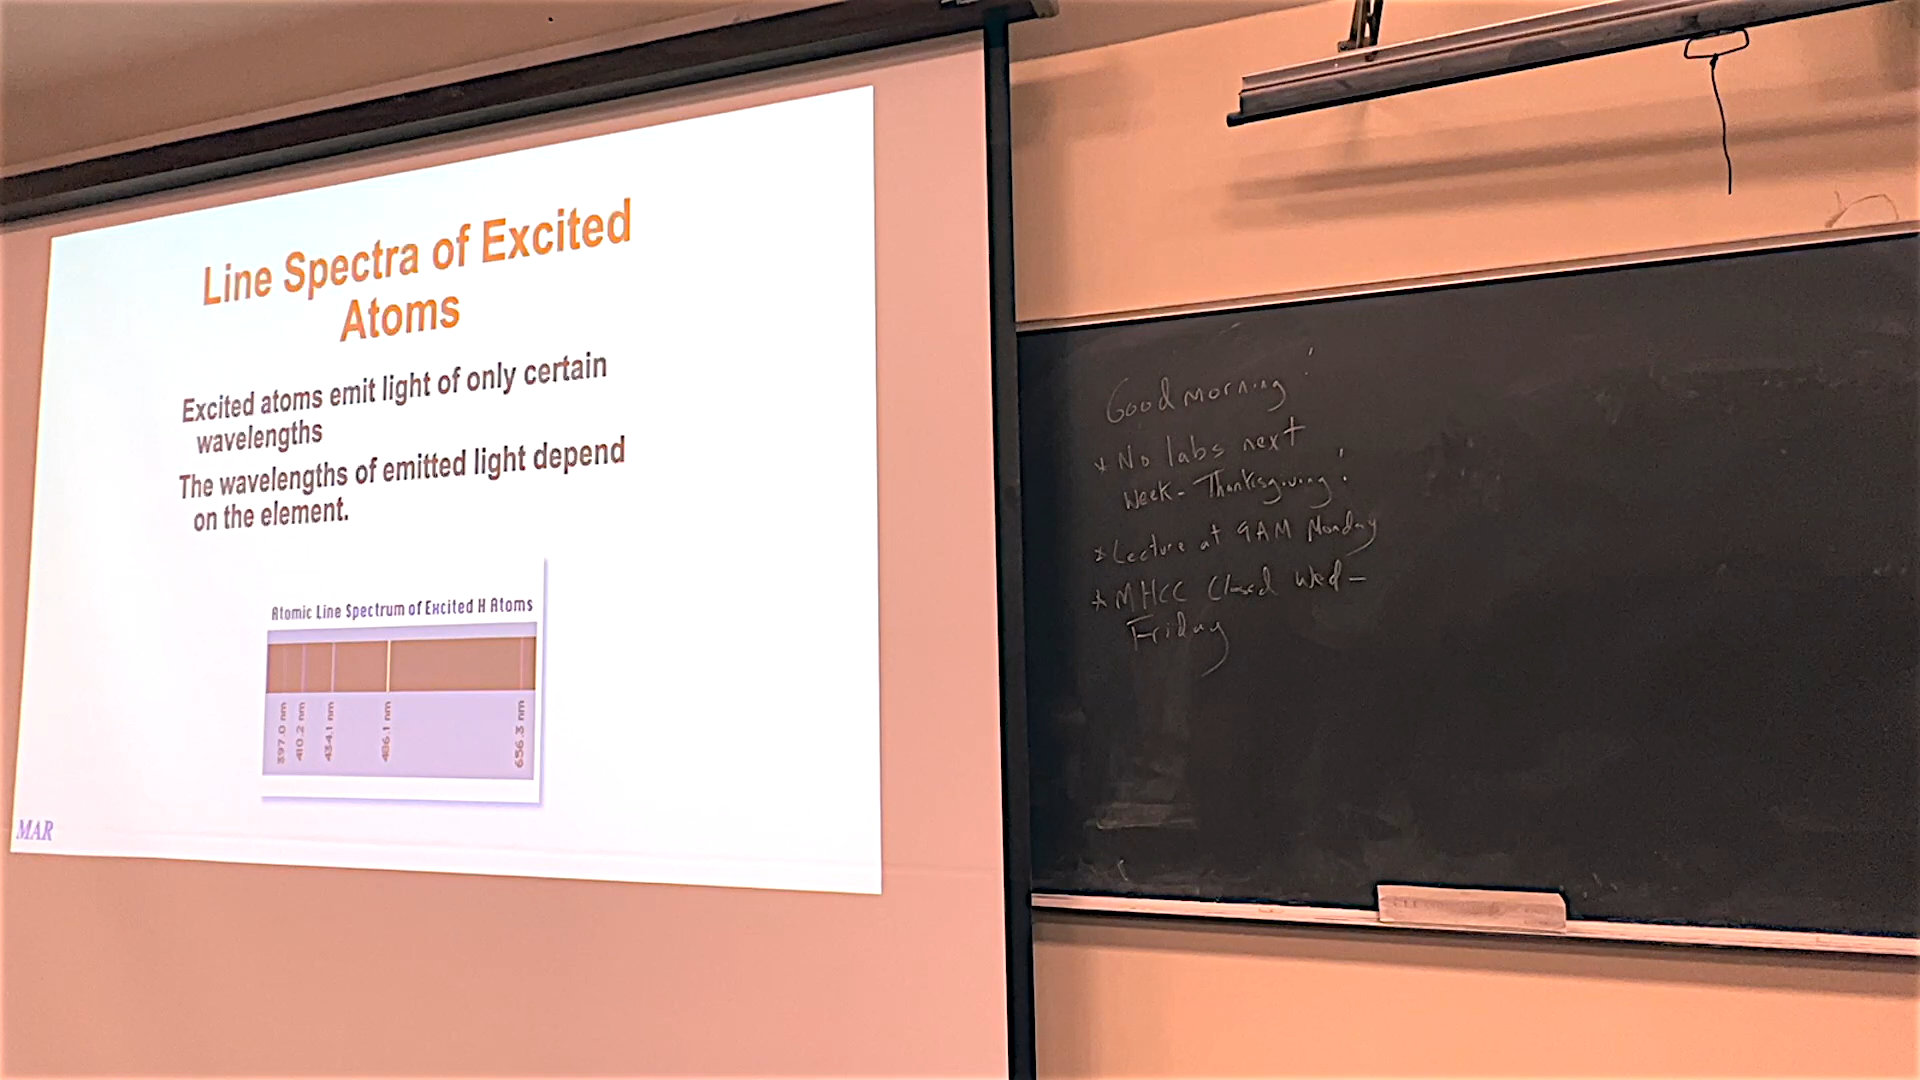 Line Spectra of Excited
Atoms
Excited atoms emit light of only certain
wavelengths
The wavelengths of emitted light depend
on the element.
Atomic Line Spectrum of Excited H Atoms
397.0 nm
410.2 nm
434.1 nm
486.1 nm
656.3 nm
MAR
Good morning!
* No labs next
week - Thanksgiving!
* Lecture at 9AM Monday
* MHCC Closed Wed -
Friday